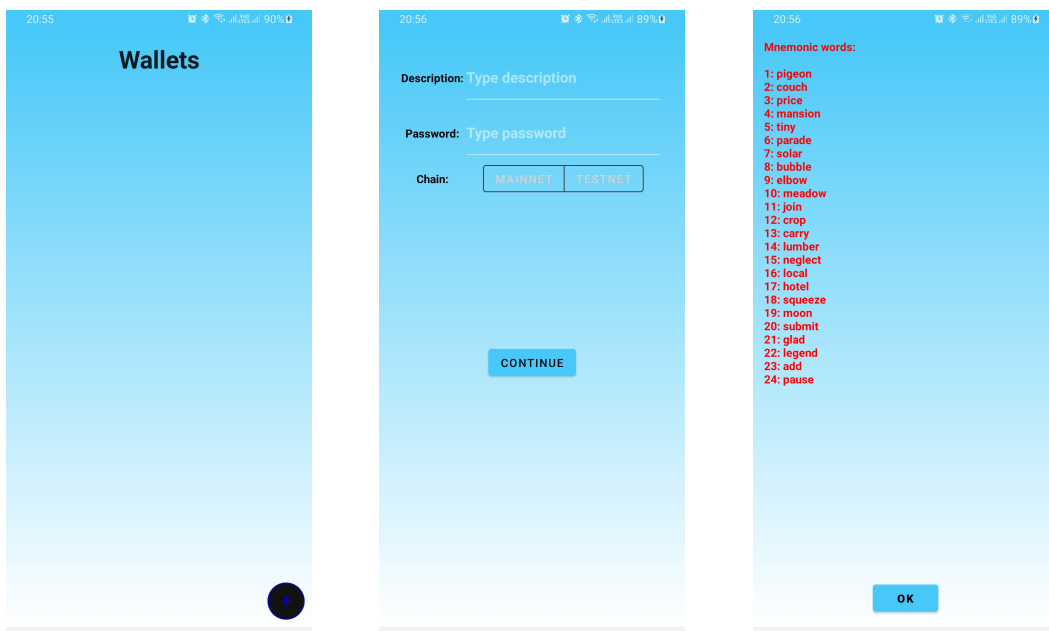 20:55
90%
Wallets
+
20:56
89%
Description: Type description
Password: Type password
Chain: MAINNET TESTNET
CONTINUE
20:56
89%
Mnemonic words:
1: pigeon
2: couch
3: price
4: mansion
5: tiny
6: parade
7: solar
8: bubble
9: elbow
10: meadow
11: join
12: crop
13: carry
14: lumber
15: neglect
16: local
17: hotel
18: squeeze
19: moon
20: submit
21: glad
22: legend
23: add
24: pause
OK